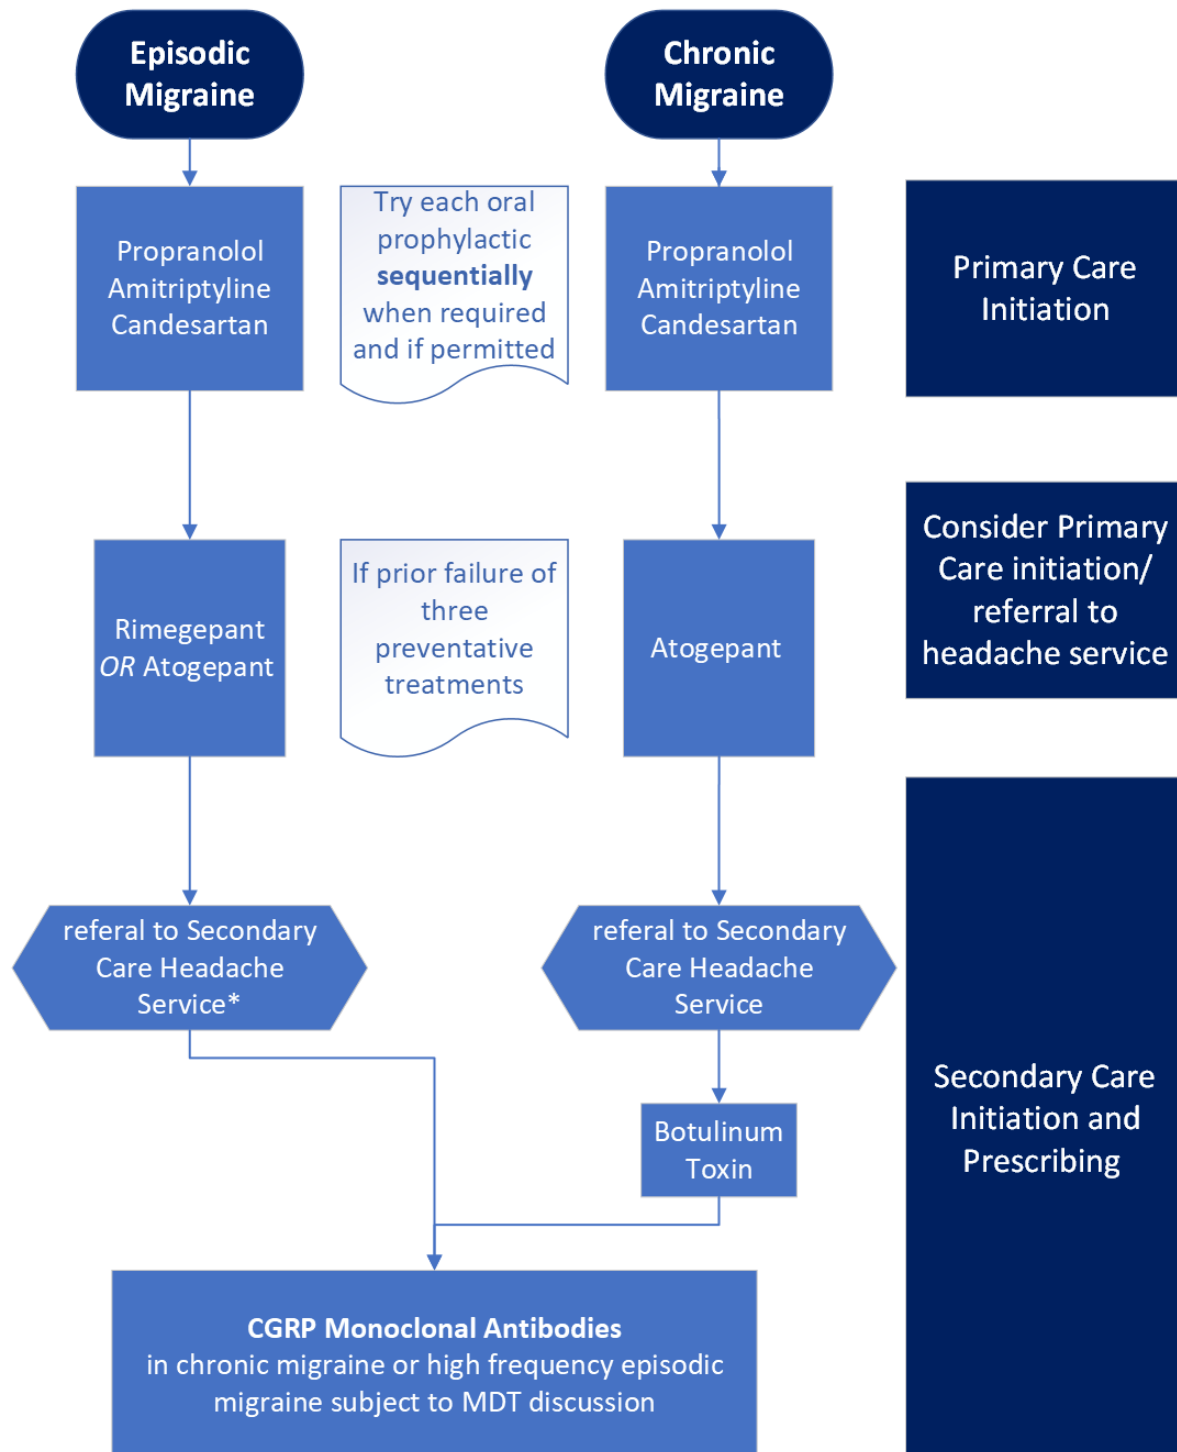 Episodic
Migraine
Chronic
Migraine
Propranolol
Amitriptyline
Candesartan
Try each oral
prophylactic
sequentially
when required
and if permitted
Propranolol
Amitriptyline
Candesartan
Primary Care
Initiation
Rimegepant
OR Atogepant
If prior failure of
three
preventative
treatments
Atogepant
Consider Primary
Care initiation/
referral to
headache service
referal to Secondary
Care Headache
Service*
referal to Secondary
Care Headache
Service
Botulinum
Toxin
Secondary Care
Initiation and
Prescribing
CGRP Monoclonal Antibodies
in chronic migraine or high frequency episodic
migraine subject to MDT discussion